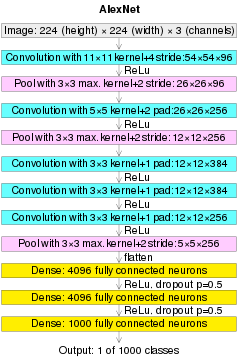 AlexNet
Image: 224 (height) × 224 (width) × 3 (channels)
Convolution with 11×11 kernel+4 stride:54×54×96
ReLu
Pool with 3×3 max. kernel+2 stride: 26×26×96
Convolution with 5×5 kernel+2 pad:26×26×256
ReLu
Pool with 3×3 max.kernel+2stride:12×12×256
Convolution with 3×3 kernel+1 pad:12×12×384
ReLu
Convolution with 3×3 kernel+1 pad:12×12×384
ReLu
Convolution with 3×3 kernel+1 pad:12×12×256
ReLu
Pool with 3×3 max.kernel+2stride:5×5×256
flatten
Dense: 4096 fully connected neurons
ReLu, dropout p=0.5
Dense: 4096 fully connected neurons
ReLu, dropout p=0.5
Dense: 1000 fully connected neurons
Output: 1 of 1000 classes